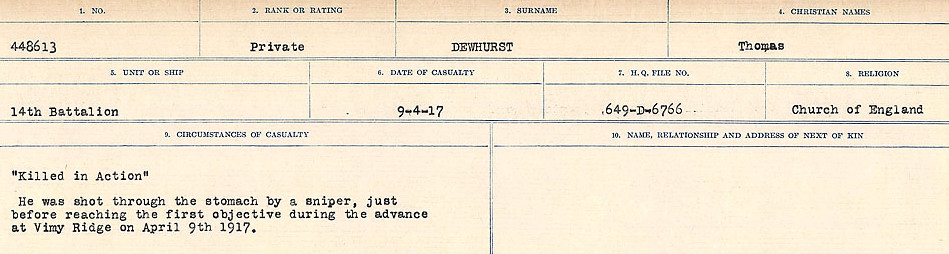 1. NO. 2. RANK OR RATING 3. SURNAME 4. CHRISTIAN NAMES
448613 Private DEWHURST Thomas
5. UNIT OR SHIP 6. DATE OF CASUALTY 7. H.Q. FILE NO. 8. RELIGION
14th Battalion 9-4-17 649-D-6766 Church of England
9. CIRCUMSTANCES OF CASUALTY 10. NAME, RELATIONSHIP AND ADDRESS OF NEXT OF KIN
"Killed in Action"
He was shot through the stomach by a sniper, just
before reaching the first objective during the advance
at Vimy Ridge on April 9th 1917.